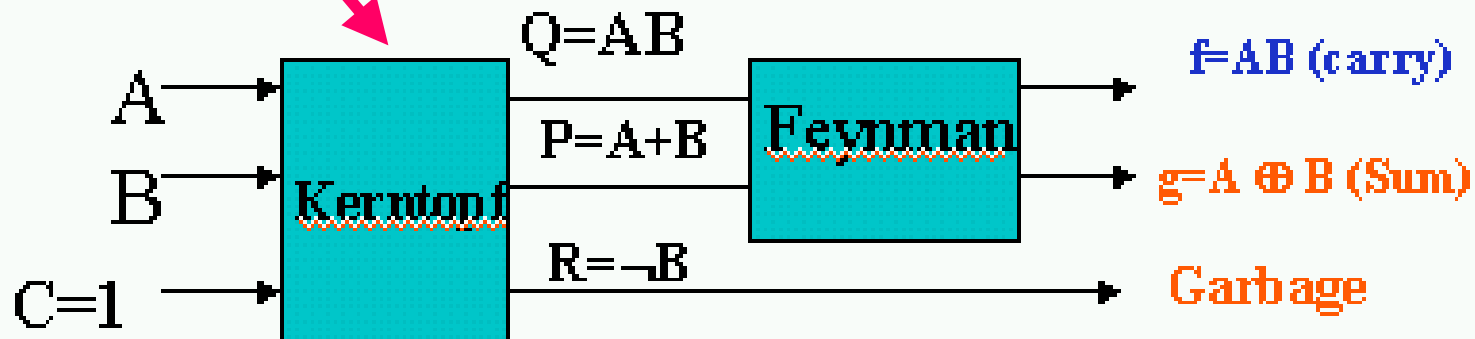 Q=AB
f=AB (carry)
A
P=A+B
Feynman
B
Kerntopf
g=A ⊕ B (Sum)
R=¬B
C=1
Garbage